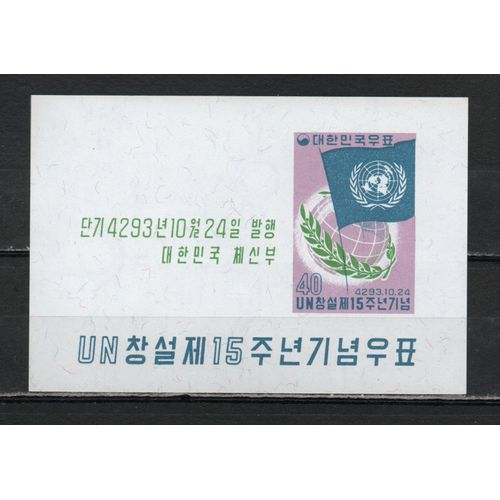 대한민국우표
단기4293년10월24일 발행
대한민국 체신부
40
4293.10.24
UN창설제15주년기념
UN창설제15주년기념우표